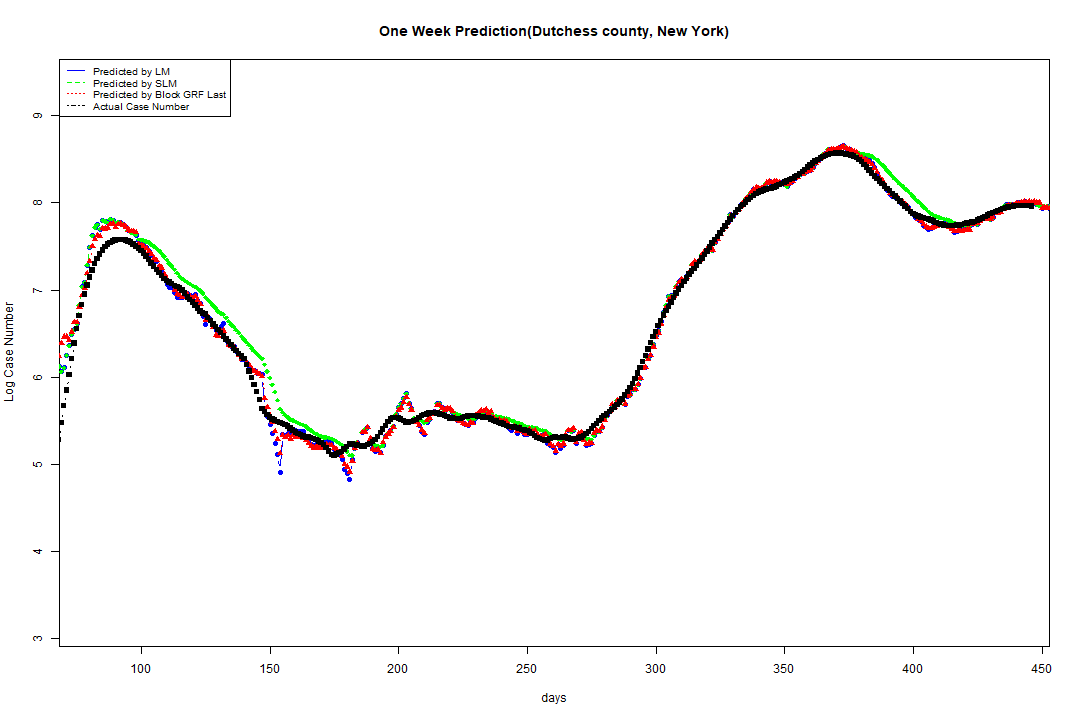 One Week Prediction(Dutchess county, New York)
Predicted by LM
Predicted by SLM
Predicted by Block GRF Last
Actual Case Number
9
8
7
6
5
4
3
Log Case Number
100 150 200 250 300 350 400 450
days